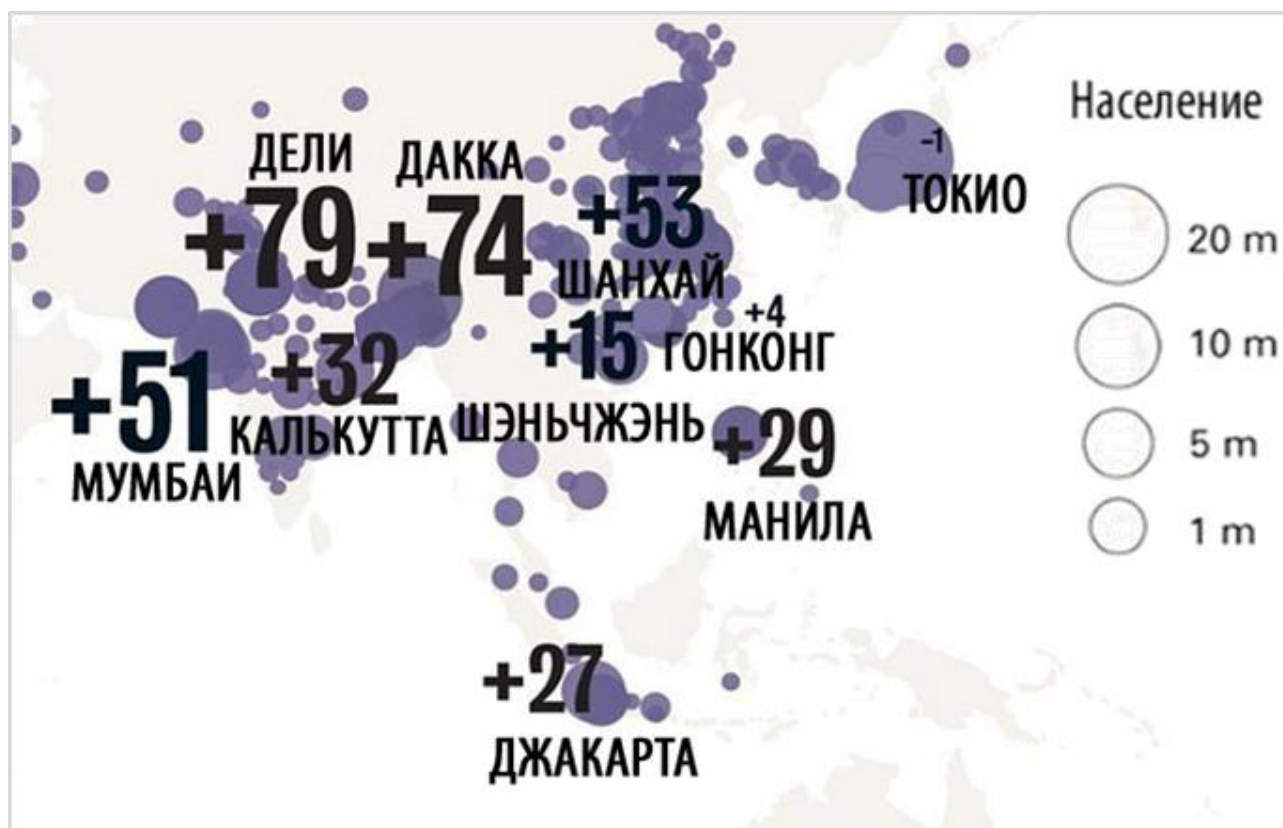 Население
20 m
10 m
5 m
1 m
-1
ТОКИО
ДЕЛИ
+79
ДАККА
+74
+53
ШАНХАЙ
+4
ГОНКОНГ
+15
ШЭНЬЧЖЭНЬ
+51
МУМБАИ
+32
КАЛЬКУТТА
+29
МАНИЛА
+27
ДЖАКАРТА